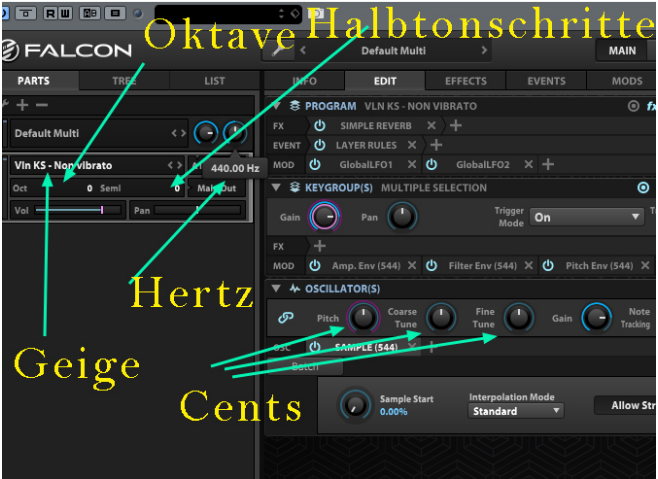 Oktave
Halbtonschritte
FALCON
Default Multi
MAIN
PARTS TREE LIST
INFO EDIT EFFECTS EVENTS MODS
PROGRAM VLN KS - NON VIBRATO
FX SIMPLE REVERB
EVENT LAYER RULES
MOD GlobalLFO1 GlobalLFO2
Default Multi
Vln KS - Non vibrato
440.00 Hz
Oct 0 Semi 0
Vol Pan
KEYGROUP(S) MULTIPLE SELECTION
Gain Pan Trigger Mode On
FX
MOD Amp. Env (544) Filter Env (544) Pitch Env (544)
Hertz
OSCILLATOR(S)
Pitch Coarse Tune Fine Tune Gain Note Tracking
OSC SAMPLE (544)
Batch
Geige
Cents
Sample Start
0.00%
Interpolation Mode
Standard
Allow Str